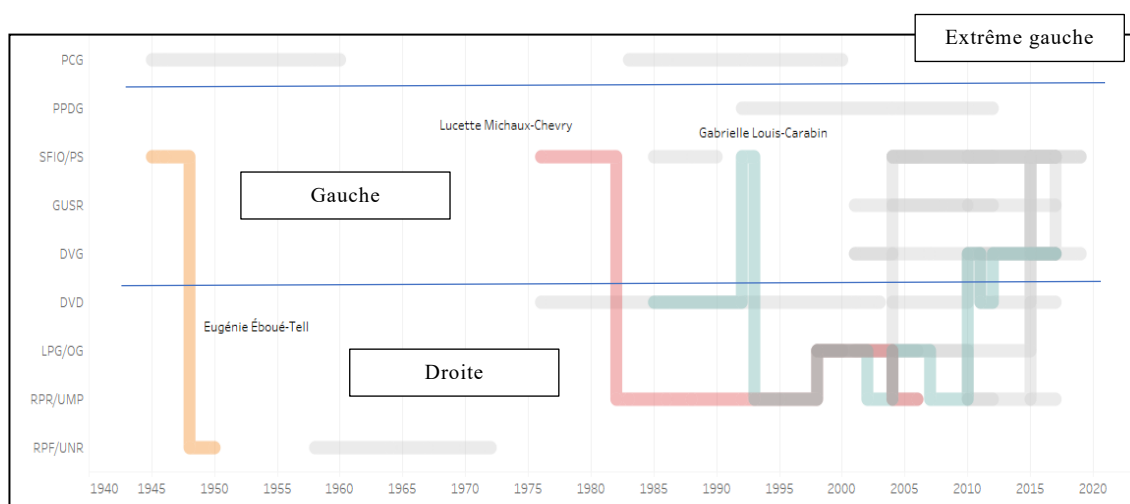 Extrême gauche
PCG
PPDG
Lucette Michaux-Chevry
Gabrielle Louis-Carabin
SFIO/PS
Gauche
GUSR
DVG
DVD
Eugénie Éboué-Tell
LPG/OG
Droite
RPR/UMP
RPF/UNR
1940 1945 1950 1955 1960 1965 1970 1975 1980 1985 1990 1995 2000 2005 2010 2015 2020